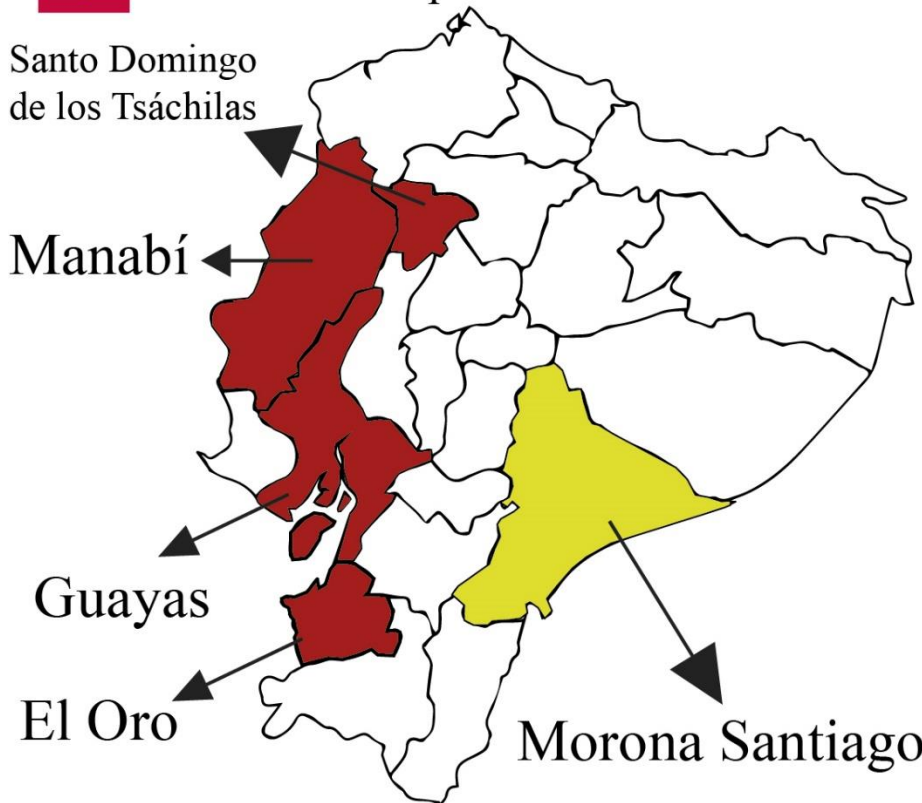 Santo Domingo
de los Tsáchilas
Manabí
Guayas
El Oro
Morona Santiago